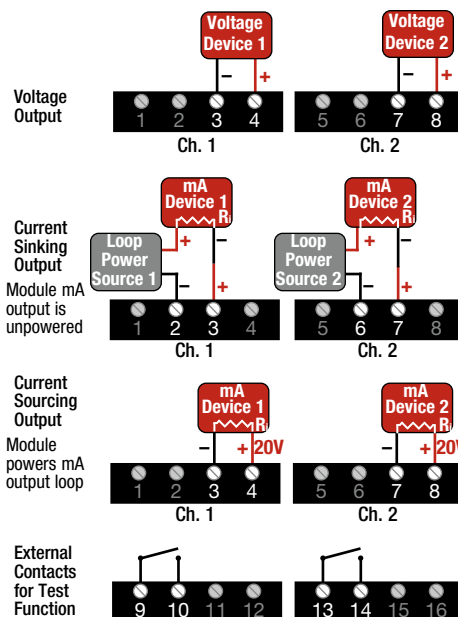 Voltage Output
Voltage Device 1
− +
1 2 3 4
Ch. 1
Voltage Device 2
− +
5 6 7 8
Ch. 2
Current Sinking Output
Module mA output is unpowered
mA Device 1
Ri
Loop Power Source 1
+ −
− +
1 2 3 4
Ch. 1
mA Device 2
Ri
Loop Power Source 2
+ −
− +
5 6 7 8
Ch. 2
Current Sourcing Output
Module powers mA output loop
mA Device 1
Ri
− + 20V
1 2 3 4
Ch. 1
mA Device 2
Ri
− + 20V
5 6 7 8
Ch. 2
External Contacts for Test Function
9 10 11 12
13 14 15 16